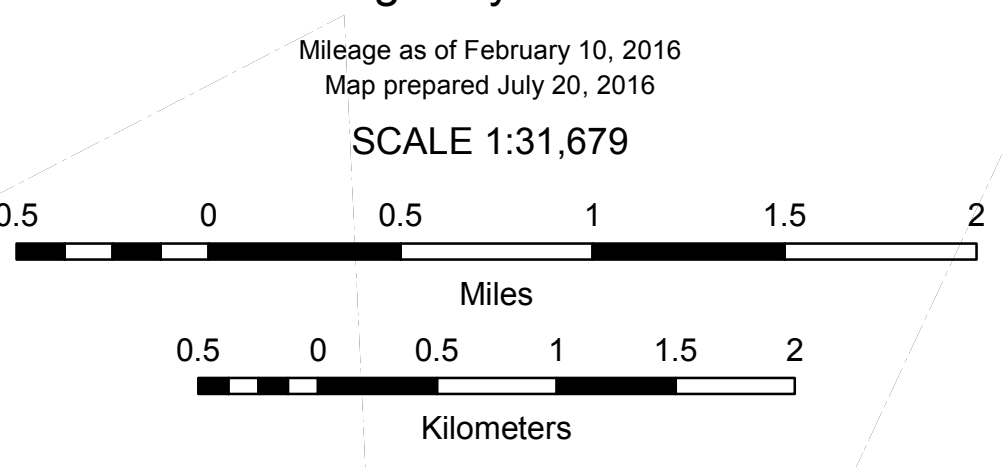 Mileage as of February 10, 2016
Map prepared July 20, 2016
SCALE 1:31,679
0.5 0 0.5 1 1.5 2
Miles
0.5 0 0.5 1 1.5 2
Kilometers